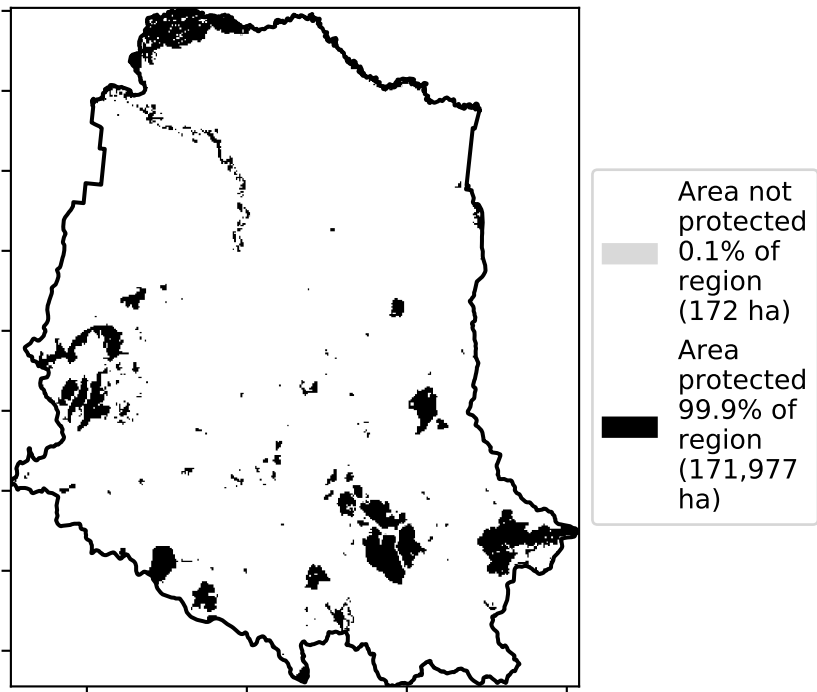 Area not
protected
0.1% of
region
(172 ha)
Area
protected
99.9% of
region
(171,977
ha)